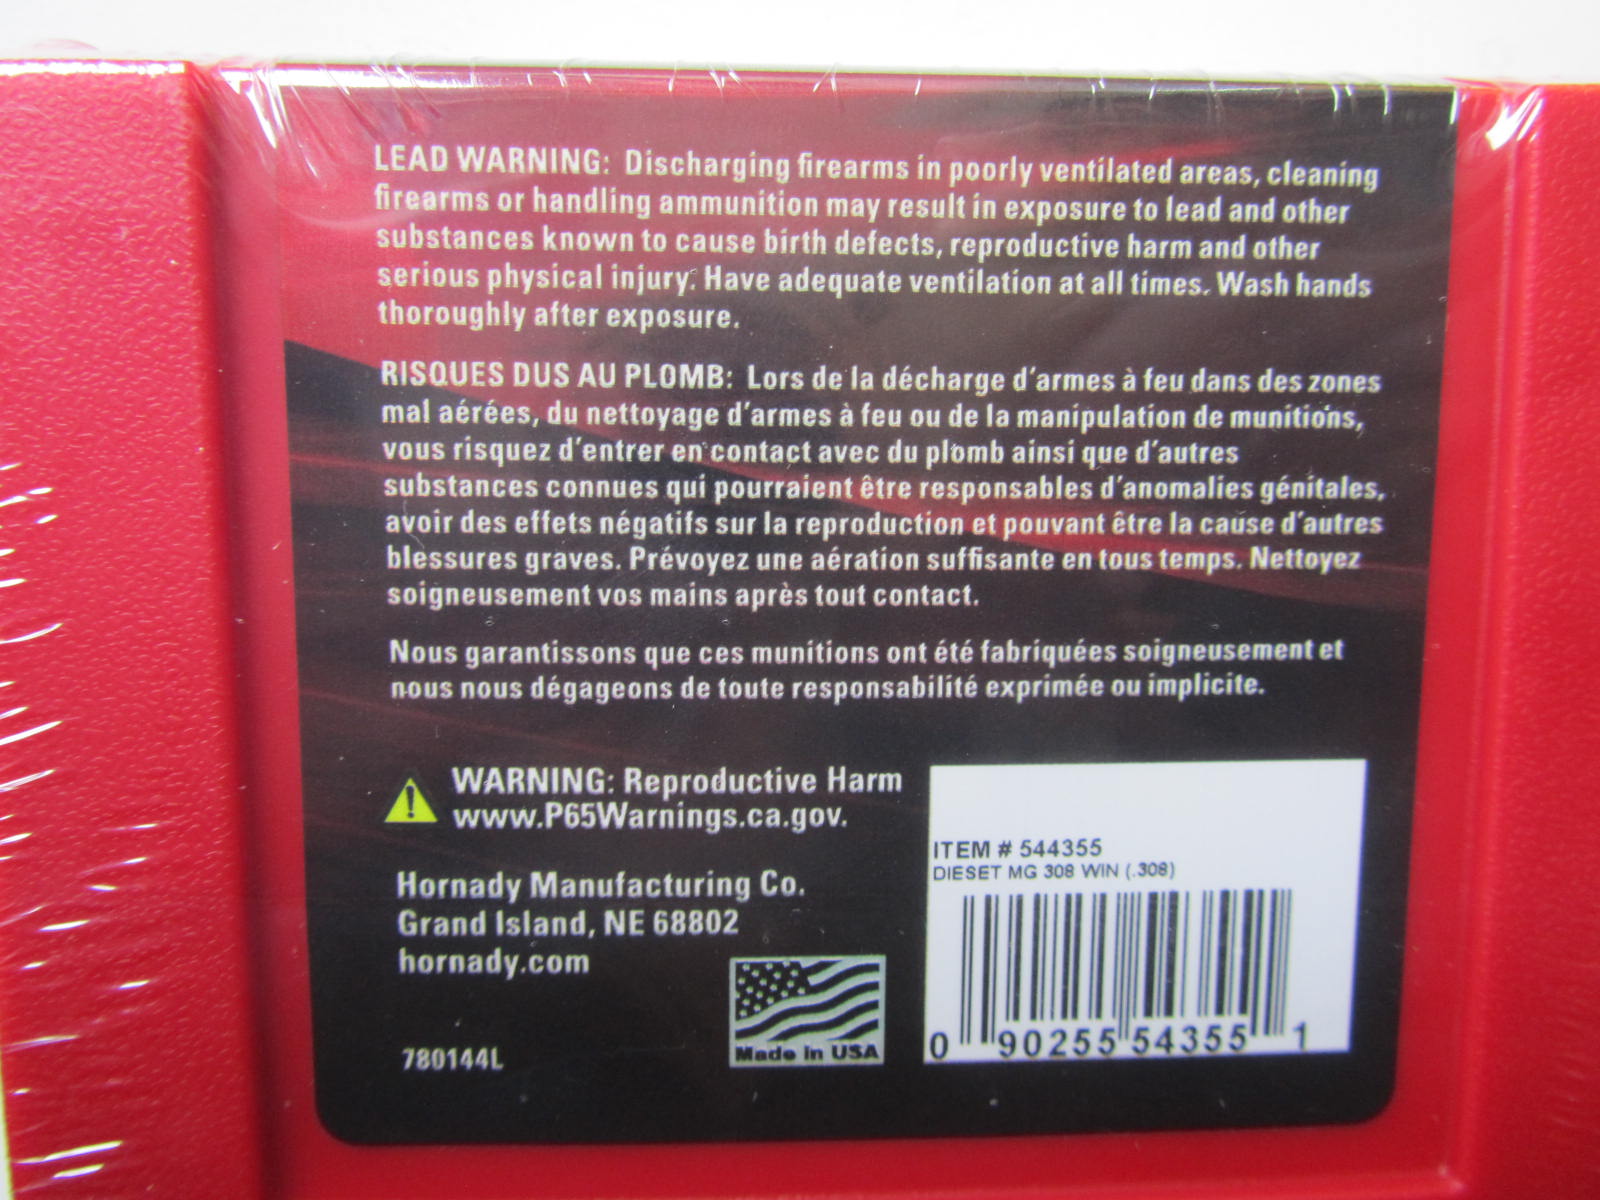 LEAD WARNING: Discharging firearms in poorly ventilated areas, cleaning
firearms or handling ammunition may result in exposure to lead and other
substances known to cause birth defects, reproductive harm and other
serious physical injury. Have adequate ventilation at all times. Wash hands
thoroughly after exposure.
RISQUES DUS AU PLOMB: Lors de la décharge d'armes à feu dans des zones
mal aérées, du nettoyage d'armes à feu ou de la manipulation de munitions,
vous risquez d'entrer en contact avec du plomb ainsi que d'autres
substances connues qui pourraient être responsables d'anomalies génitales,
avoir des effets négatifs sur la reproduction et pouvant être la cause d'autres
blessures graves. Prévoyez une aération suffisante en tous temps. Nettoyez
soigneusement vos mains après tout contact.
Nous garantissons que ces munitions ont été fabriquées soigneusement et
nous nous dégageons de toute responsabilité exprimée ou implicite.
WARNING: Reproductive Harm
www.P65Warnings.ca.gov.
Hornady Manufacturing Co.
Grand Island, NE 68802
hornady.com
780144L
Made in USA
ITEM # 544355
DIESET MG 308 WIN (.308)
0 90255 54355 1